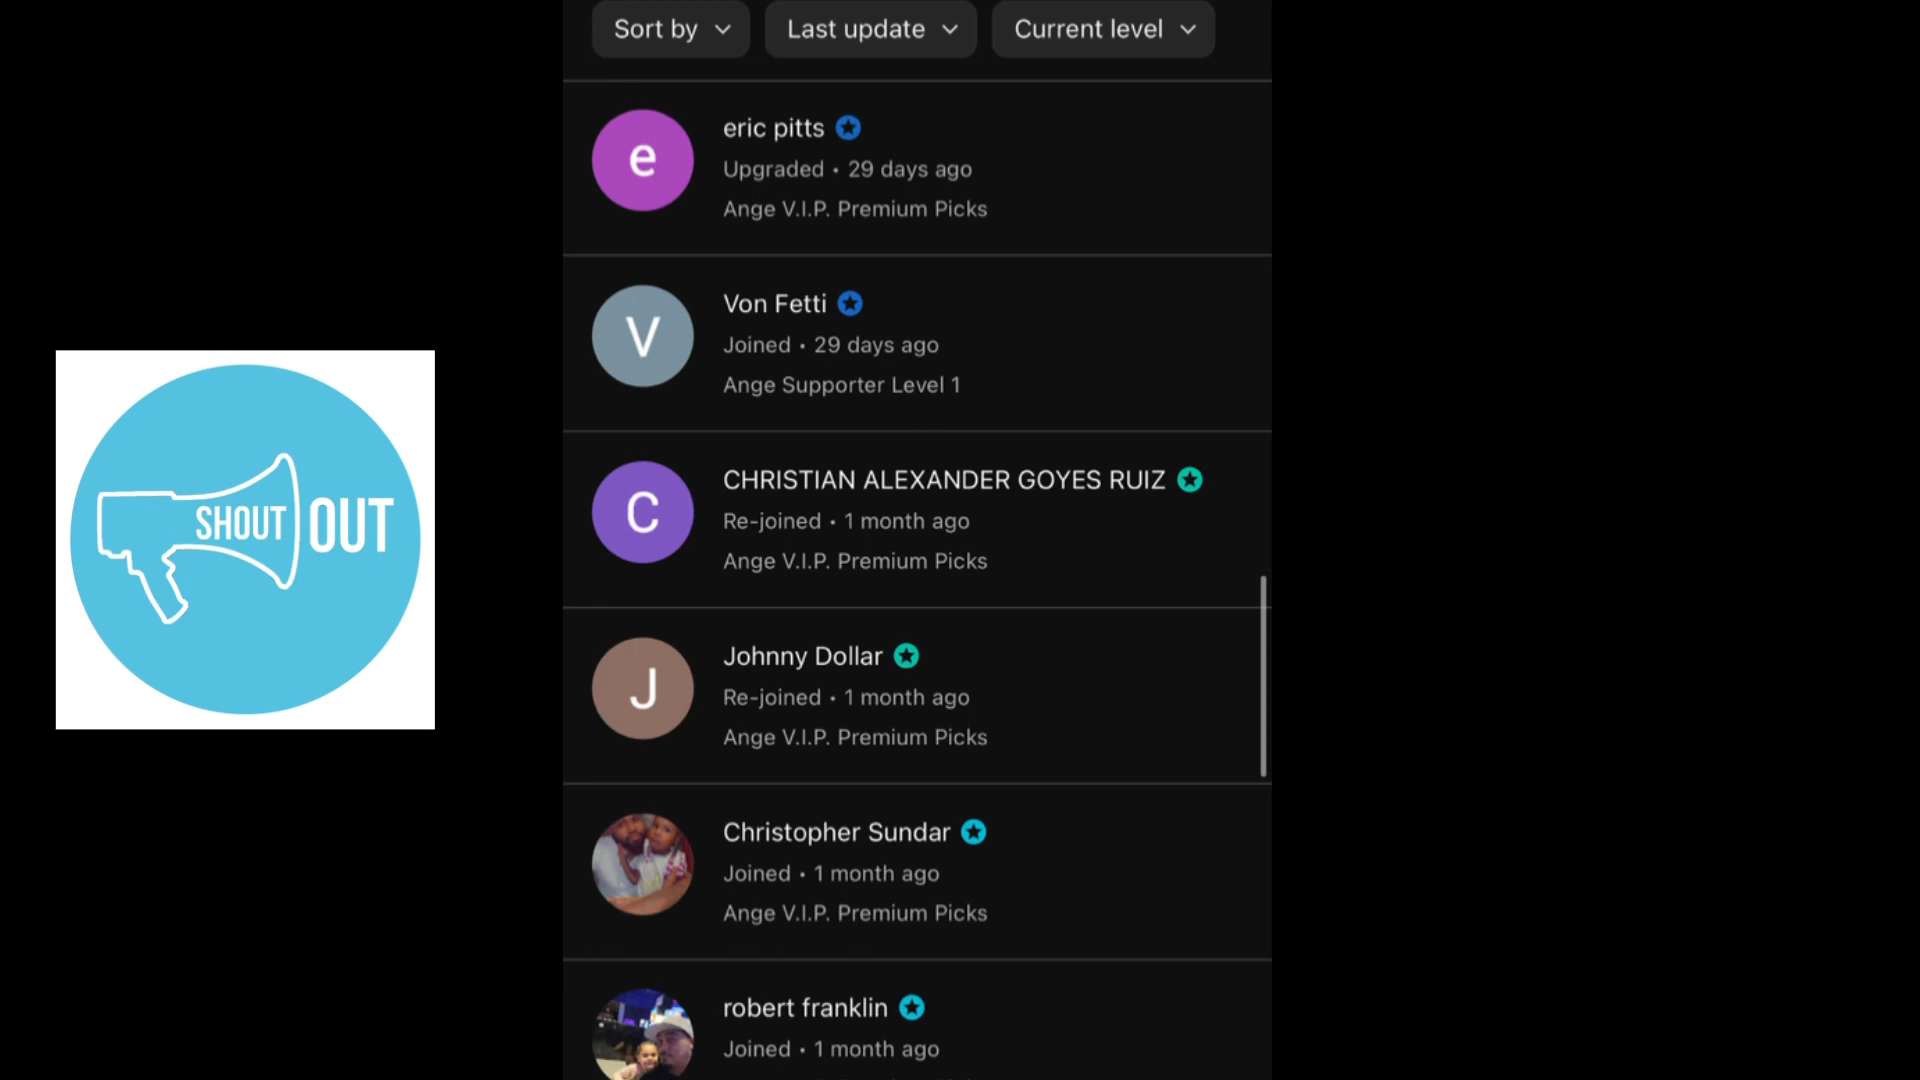 Sort by
Last update
Current level
e
eric pitts
Upgraded • 29 days ago
Ange V.I.P. Premium Picks
V
Von Fetti
Joined • 29 days ago
Ange Supporter Level 1
SHOUT OUT
C
CHRISTIAN ALEXANDER GOYES RUIZ
Re-joined • 1 month ago
Ange V.I.P. Premium Picks
J
Johnny Dollar
Re-joined • 1 month ago
Ange V.I.P. Premium Picks
Christopher Sundar
Joined • 1 month ago
Ange V.I.P. Premium Picks
robert franklin
Joined • 1 month ago